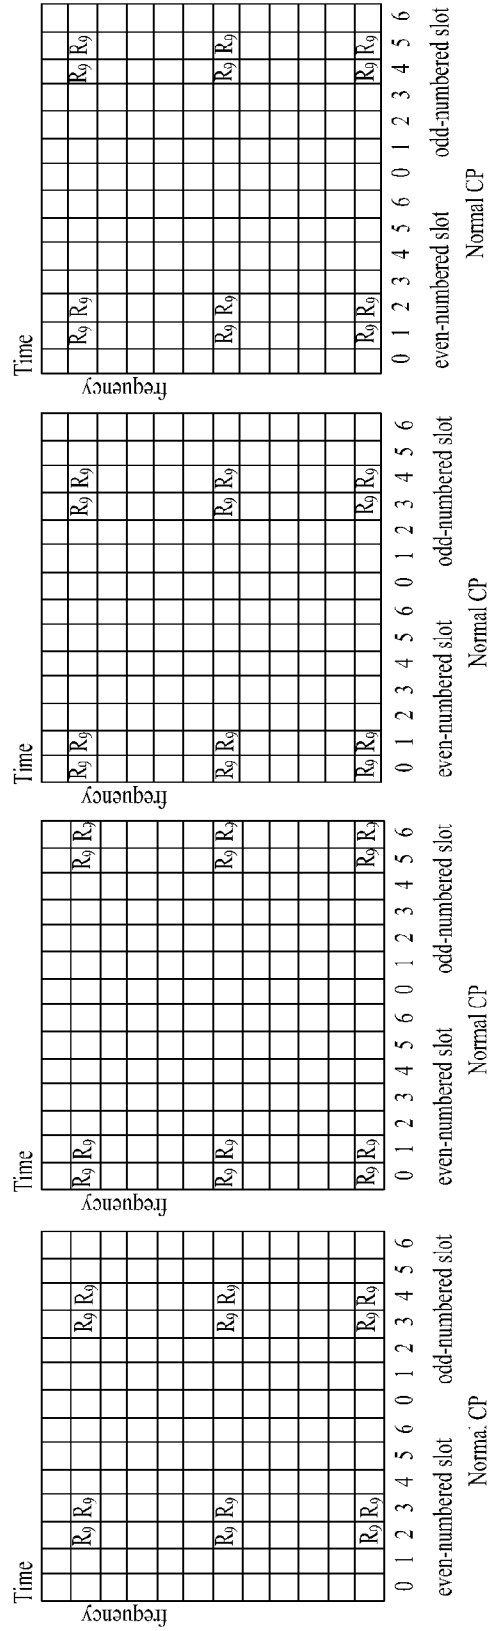 Time
frequency
R₉ R₉ R₉ R₉
R₉ R₉ R₉ R₉
R₉ R₉ R₉ R₉
0 1 2 3 4 5 6 0 1 2 3 4 5 6
even-numbered slot odd-numbered slot
Normal CP
Time
frequency
R₉ R₉ R₉ R₉
R₉ R₉ R₉ R₉
R₉ R₉ R₉ R₉
0 1 2 3 4 5 6 0 1 2 3 4 5 6
even-numbered slot odd-numbered slot
Normal CP
Time
frequency
R₉ R₉ R₉ R₉
R₉ R₉ R₉ R₉
R₉ R₉ R₉ R₉
0 1 2 3 4 5 6 0 1 2 3 4 5 6
even-numbered slot odd-numbered slot
Normal CP
Time
frequency
R₉ R₉ R₉ R₉
R₉ R₉ R₉ R₉
R₉ R₉ R₉ R₉
0 1 2 3 4 5 6 0 1 2 3 4 5 6
even-numbered slot odd-numbered slot
Normal CP